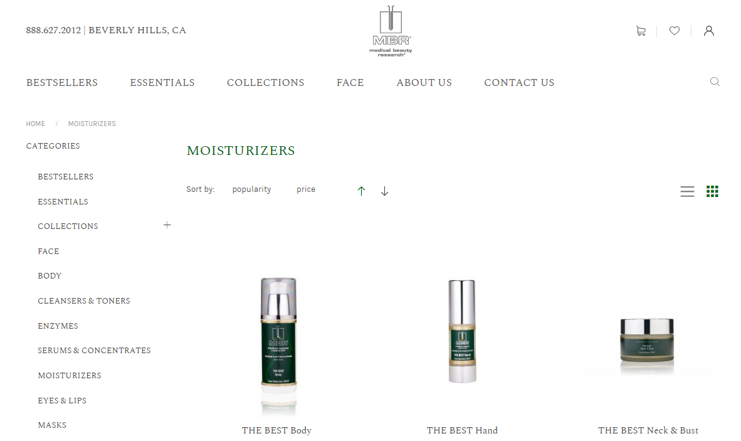 888.627.2012 | BEVERLY HILLS, CA
MBR
medical beauty
research
BESTSELLERS ESSENTIALS COLLECTIONS FACE ABOUT US CONTACT US
HOME / MOISTURIZERS
CATEGORIES
BESTSELLERS
ESSENTIALS
COLLECTIONS
FACE
BODY
CLEANSERS & TONERS
ENZYMES
SERUMS & CONCENTRATES
MOISTURIZERS
EYES & LIPS
MASKS
MOISTURIZERS
Sort by: popularity price
THE BEST Body
THE BEST Hand
THE BEST Neck & Bust